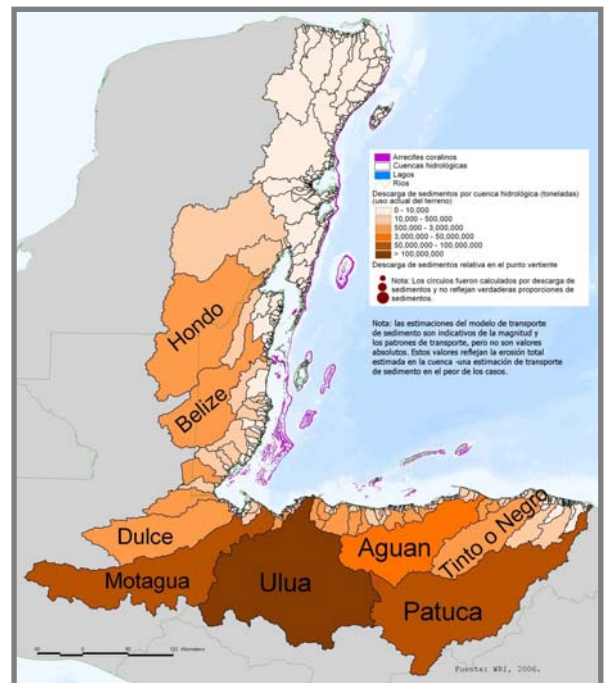 Arrecifes coralinos
Cuencas hidrológicas
Lagos
Ríos
Descarga de sedimentos por cuenca hidrológica (toneladas)
(uso actual del terreno)
0 - 10,000
10,000 - 500,000
500,000 - 3,000,000
3,000,000 - 50,000,000
50,000,000 - 100,000,000
> 100,000,000
Descarga de sedimentos relativa en el punto vertiente
Nota: Los círculos fueron calculados por descarga de
sedimentos y no reflejan verdaderas proporciones de
sedimentos.
Nota: las estimaciones del modelo de transporte
de sedimento son indicativos de la magnitud y
los patrones de transporte, pero no son valores
absolutos. Estos valores reflejan la erosión total
estimada en la cuenca -una estimación de transporte
de sedimento en el peor de los casos.
Hondo
Belize
Dulce
Motagua
Ulua
Aguan
Tinto o Negro
Patuca
Kilometers
Fuente: WRI, 2006.